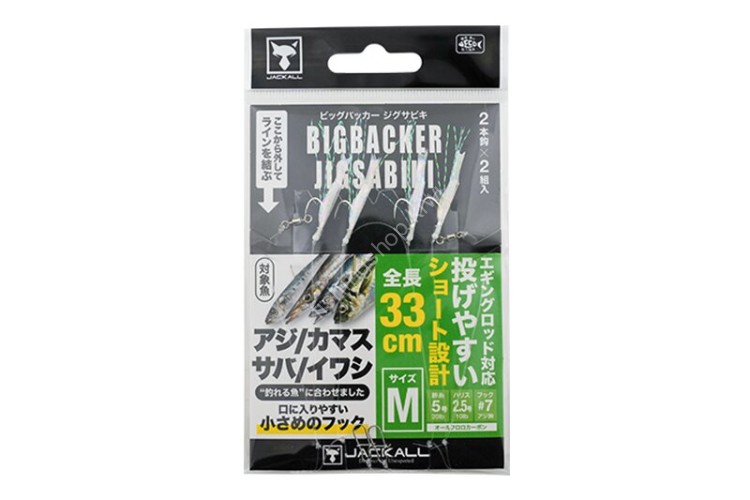 JACKALL
ここから外して
ラインを結ぶ
ビッグバッカー ジグサビキ
BIGBACKER
JIGSABIKI
2本鈎×2組入
対象魚
アジ/カマス
サバ/イワシ
"釣れる魚"に合わせました
口に入りやすい
小さめのフック
全長
33
cm
サイズ
M
エギングロッド対応
投げやすい
ショート設計
幹糸
5号
ハリス
2.5号
フック
#7
アジ鈎
オールフロロカーボン
JACKALL